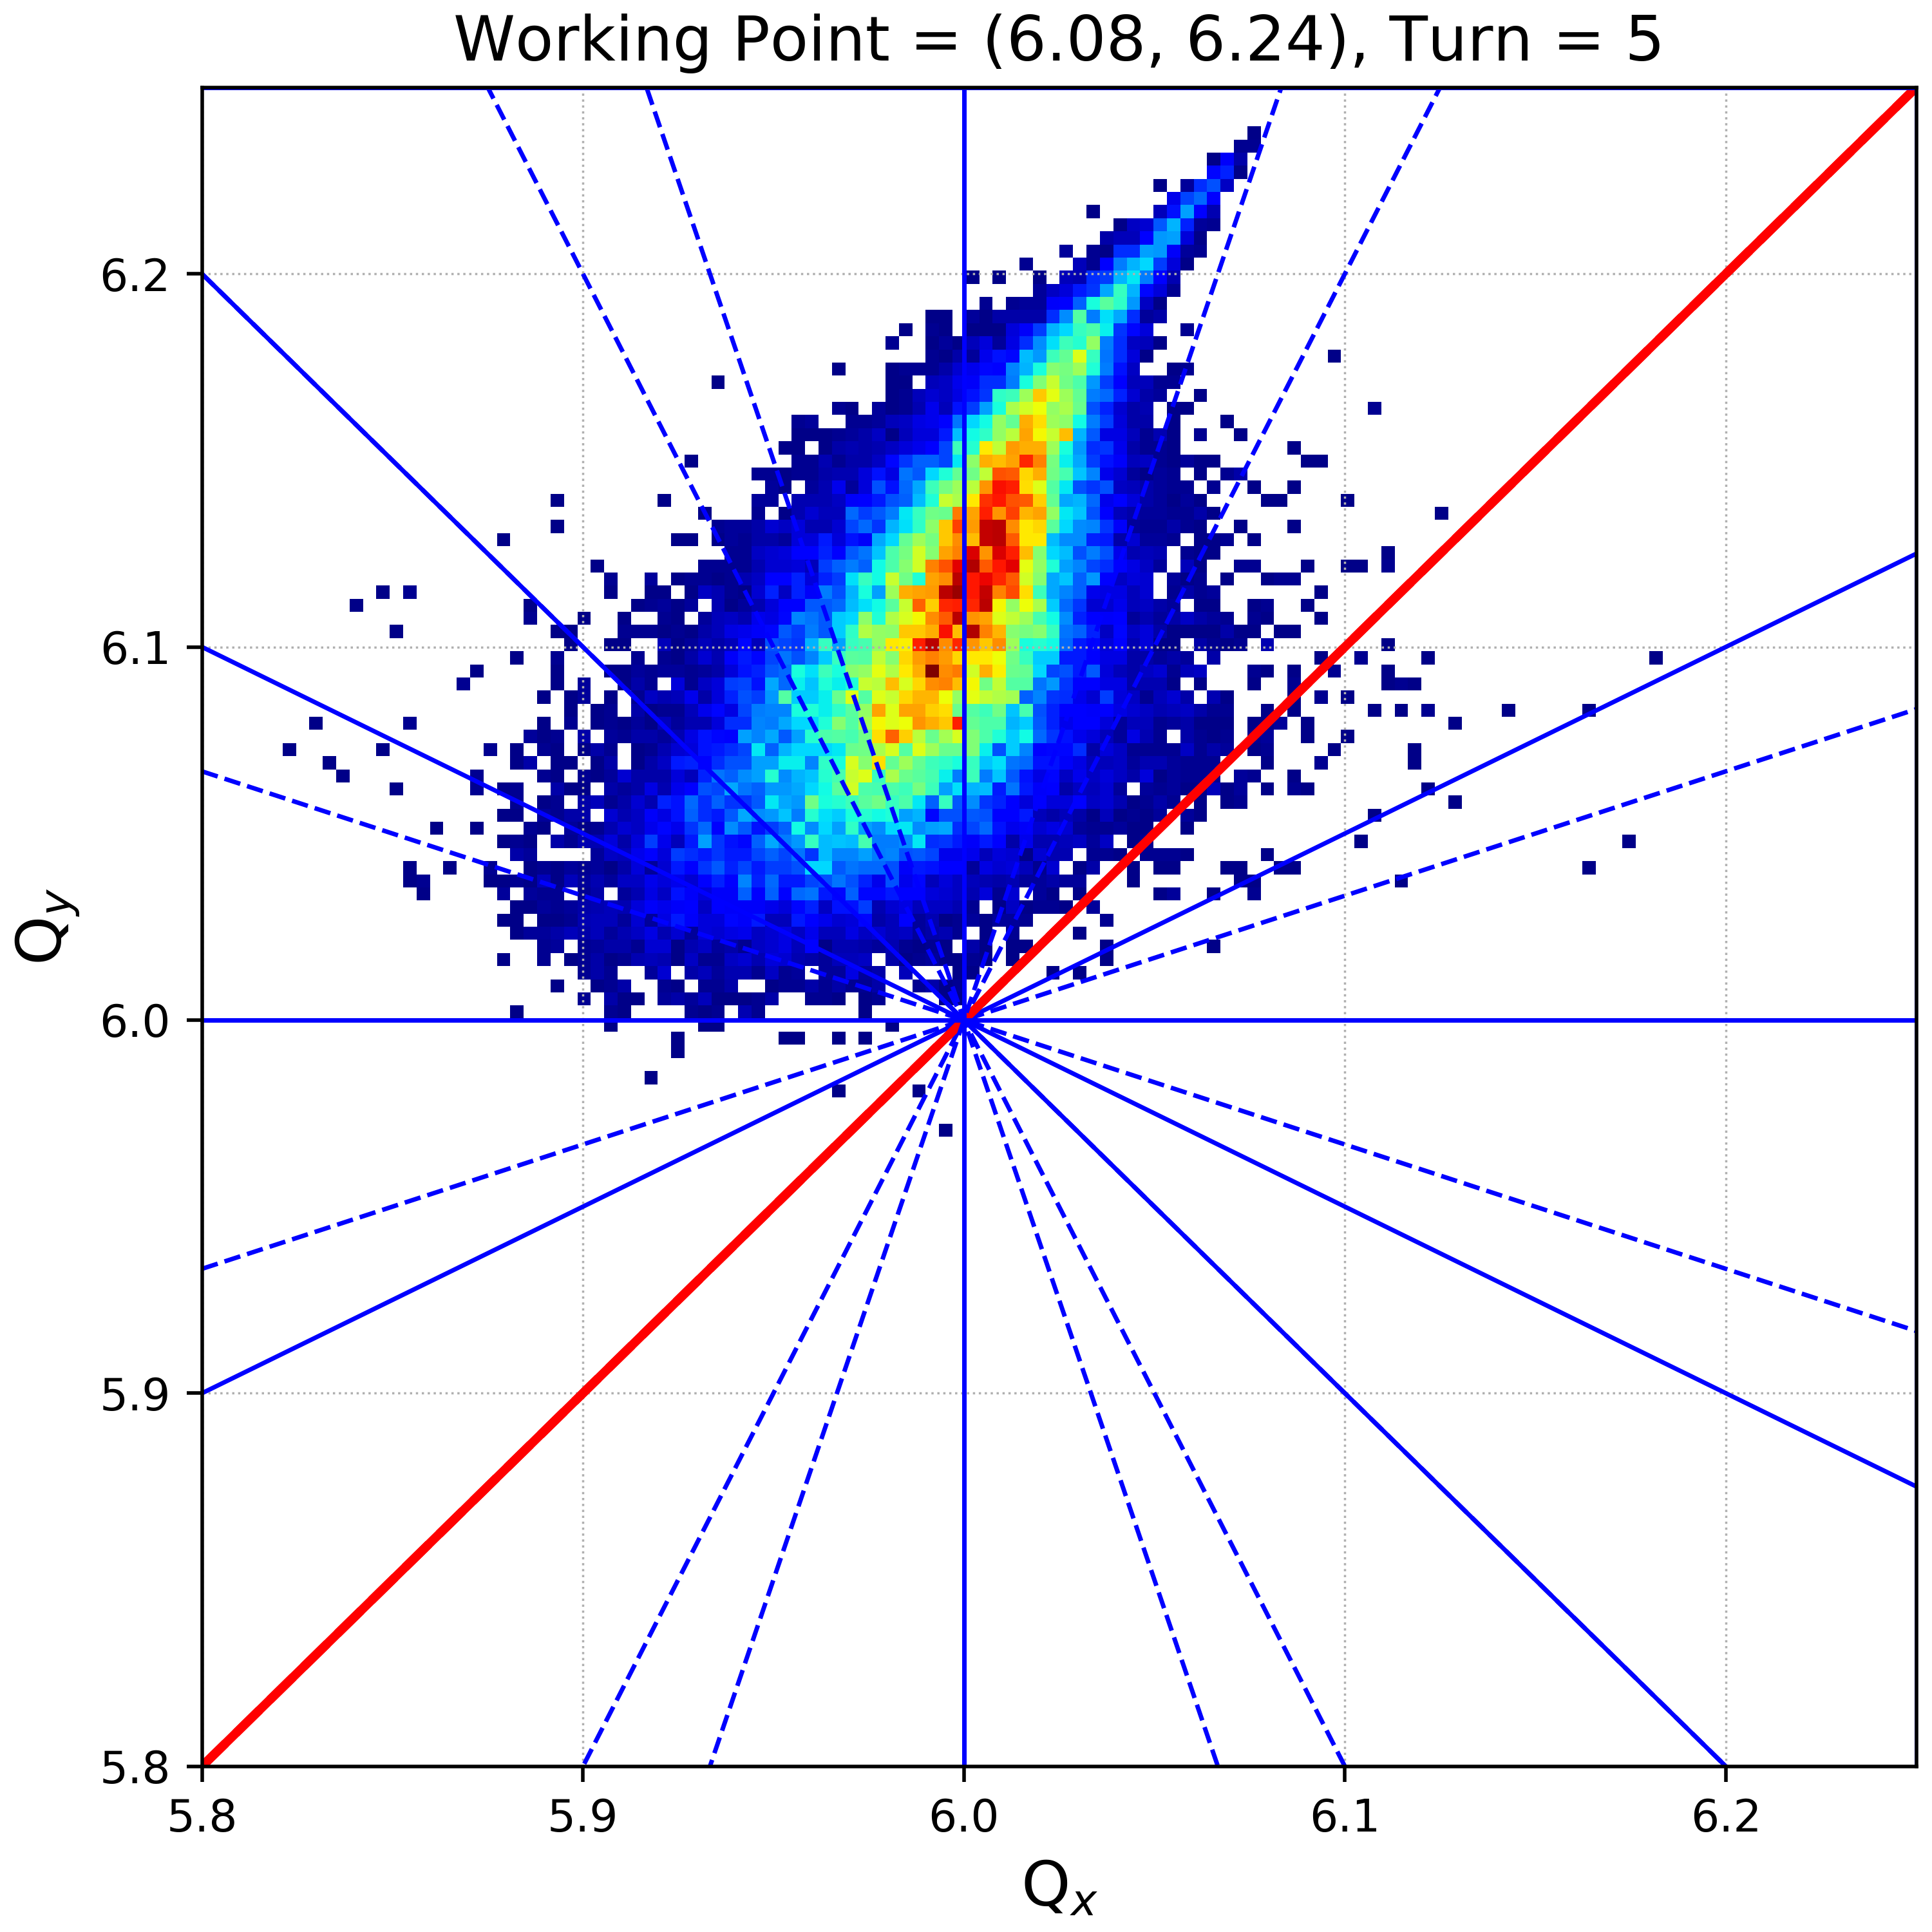 Working Point = (6.08, 6.24), Turn = 5
6.2
6.1
6.0
5.9
5.8
Qy
5.8 5.9 6.0 6.1 6.2
Qx